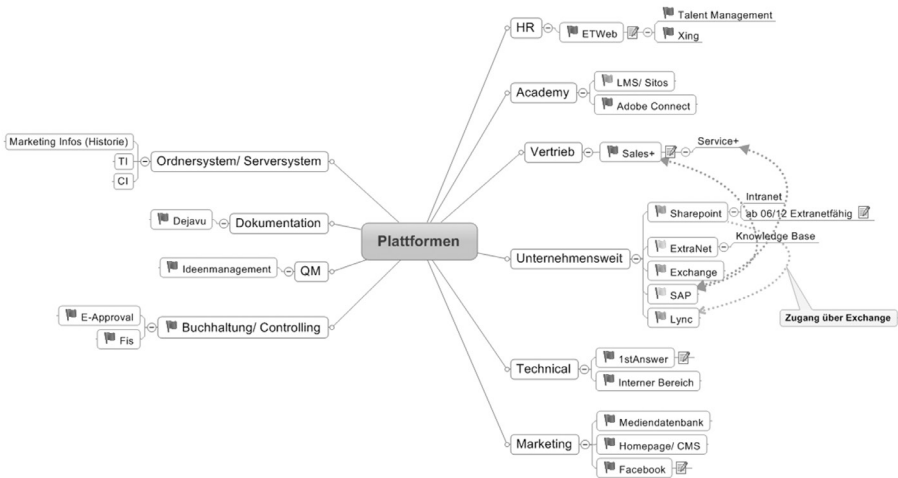 Plattformen
HR
ETWeb
Talent Management
Xing
Academy
LMS/ Sitos
Adobe Connect
Vertrieb
Sales+
Service+
Unternehmensweit
Sharepoint
Intranet
ab 06/12 Extranetfähig
ExtraNet
Knowledge Base
Exchange
SAP
Lync
Zugang über Exchange
Technical
1stAnswer
Interner Bereich
Marketing
Mediendatenbank
Homepage/ CMS
Facebook
Ordnersystem/ Serversystem
Marketing Infos (Historie)
TI
CI
Dokumentation
Dejavu
QM
Ideenmanagement
Buchhaltung/ Controlling
E-Approval
Fis